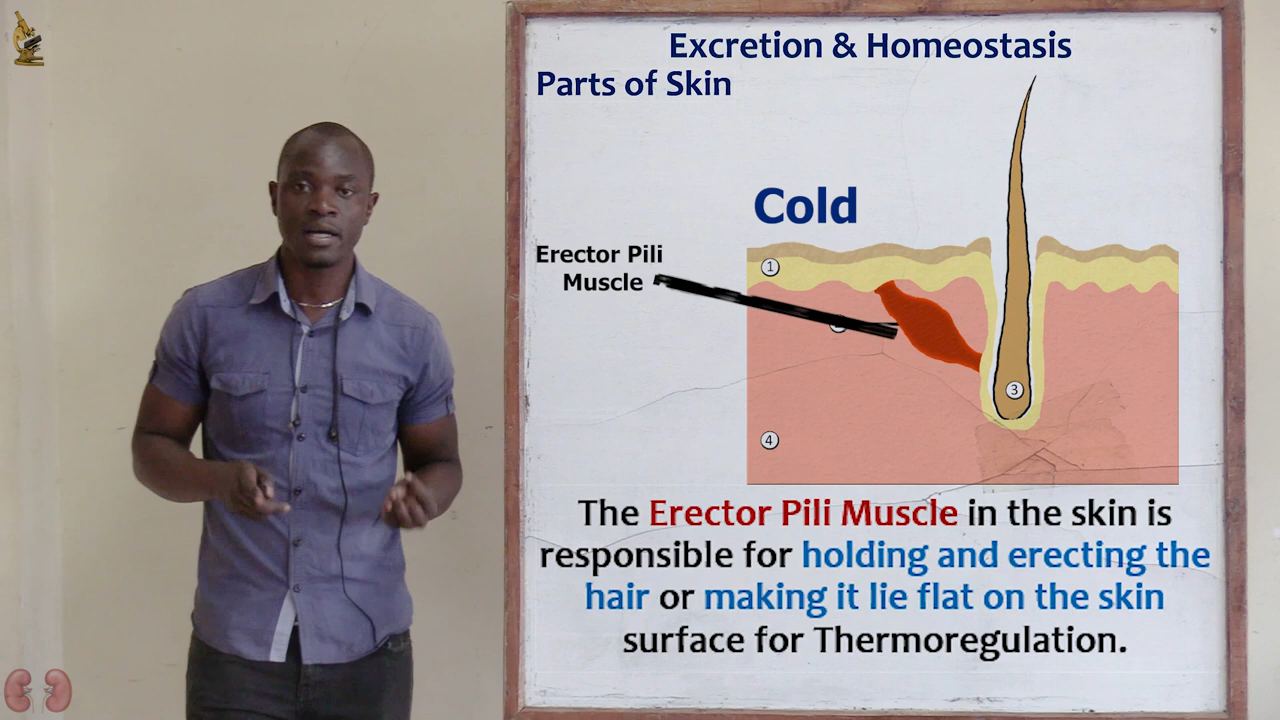 Excretion & Homeostasis
Parts of Skin
Cold
Erector Pili
Muscle
1
3
4
The Erector Pili Muscle in the skin is
responsible for holding and erecting the
hair or making it lie flat on the skin
surface for Thermoregulation.